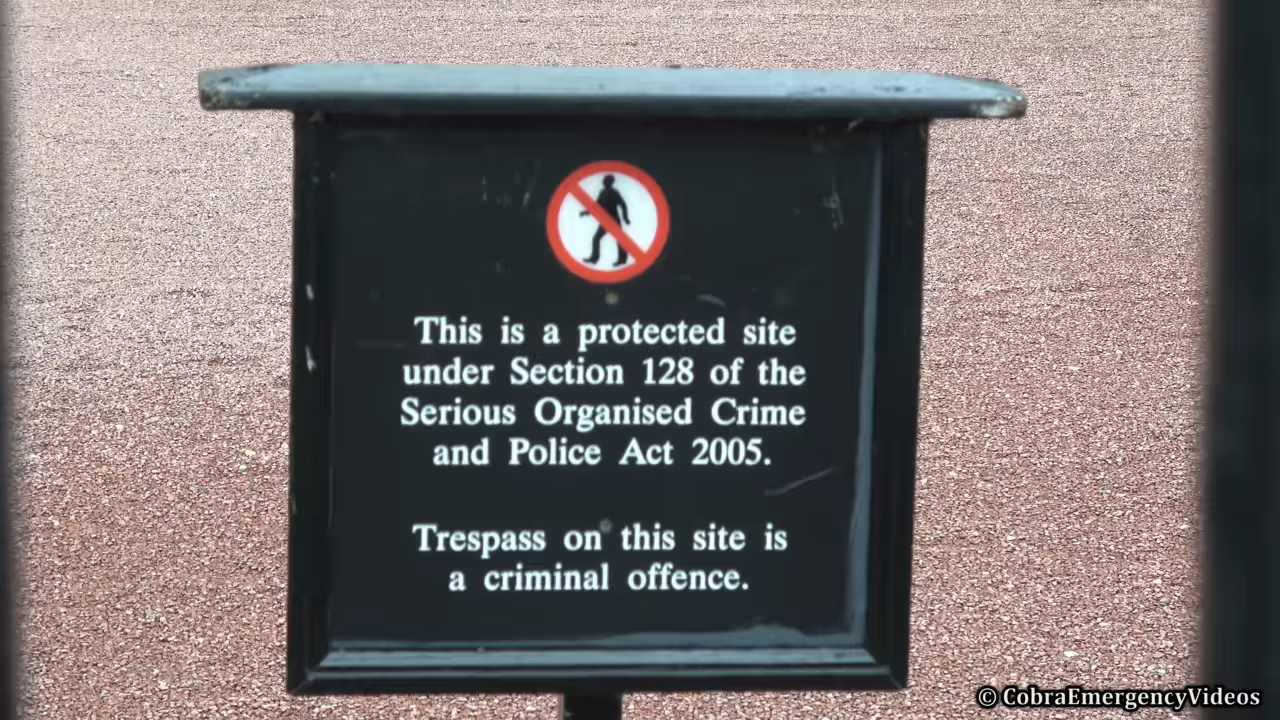 This is a protected site
under Section 128 of the
Serious Organised Crime
and Police Act 2005.
Trespass on this site is
a criminal offence.
© CobraEmergencyVideos